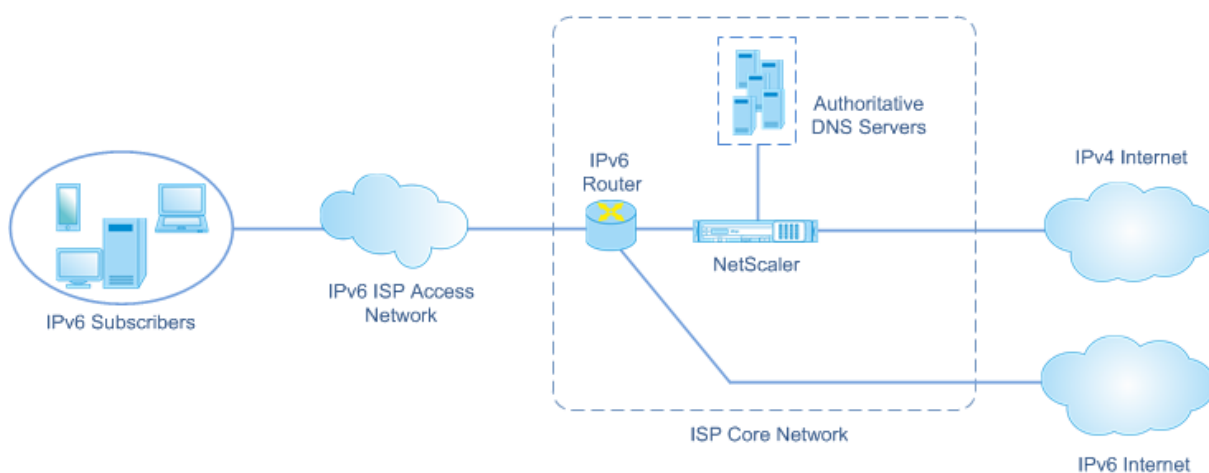 IPv6 Subscribers
IPv6 ISP Access
Network
IPv6
Router
Authoritative
DNS Servers
NetScaler
ISP Core Network
IPv4 Internet
IPv6 Internet